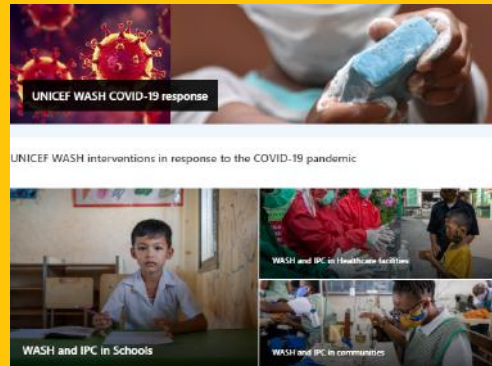 UNICEF WASH COVID-19 response
UNICEF WASH interventions in response to the COVID-19 pandemic
WASH and IPC in Schools
WASH and IPC in Healthcare facilities
WASH and IPC in communities